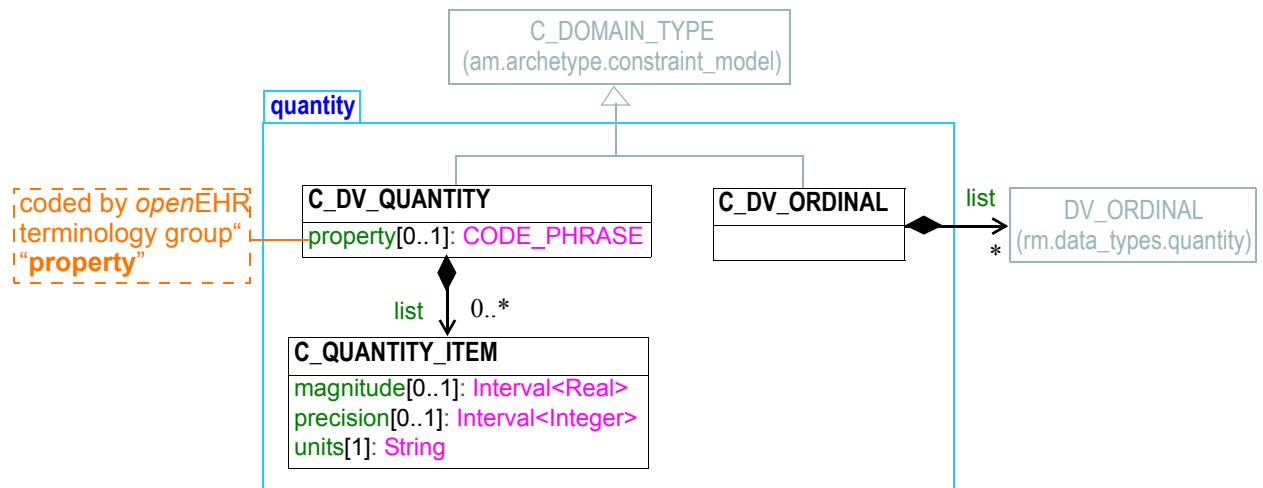 C_DOMAIN_TYPE
(am.archetype.constraint_model)
quantity
coded by openEHR
terminology group“
“property”
C_DV_QUANTITY
property[0..1]: CODE_PHRASE
C_DV_ORDINAL
list
*
DV_ORDINAL
(rm.data_types.quantity)
list
0..*
C_QUANTITY_ITEM
magnitude[0..1]: Interval<Real>
precision[0..1]: Interval<Integer>
units[1]: String